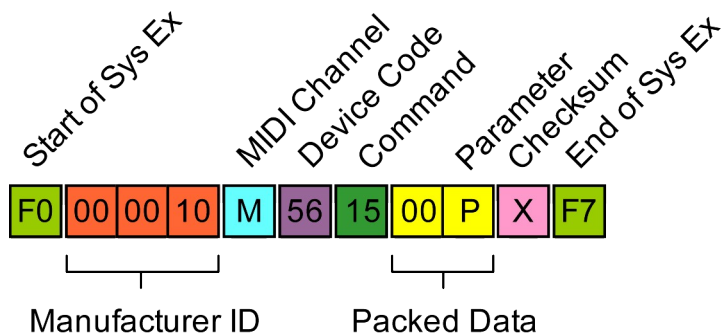 Start of Sys Ex
MIDI Channel
Device Code
Command
Parameter
Checksum
End of Sys Ex
F0 00 00 10 M 56 15 00 P X F7
Manufacturer ID
Packed Data